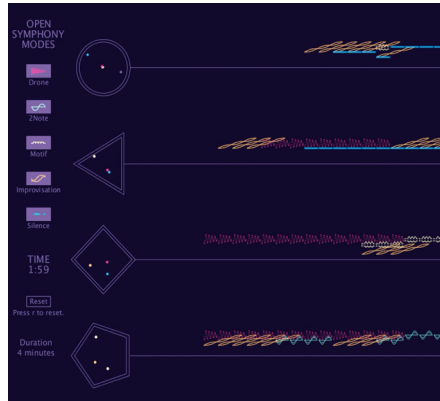 OPEN
SYMPHONY
MODES
Drone
2Note
Motif
Improvisation
Silence
TIME
1:59
Reset
Press r to reset.
Duration
4 minutes